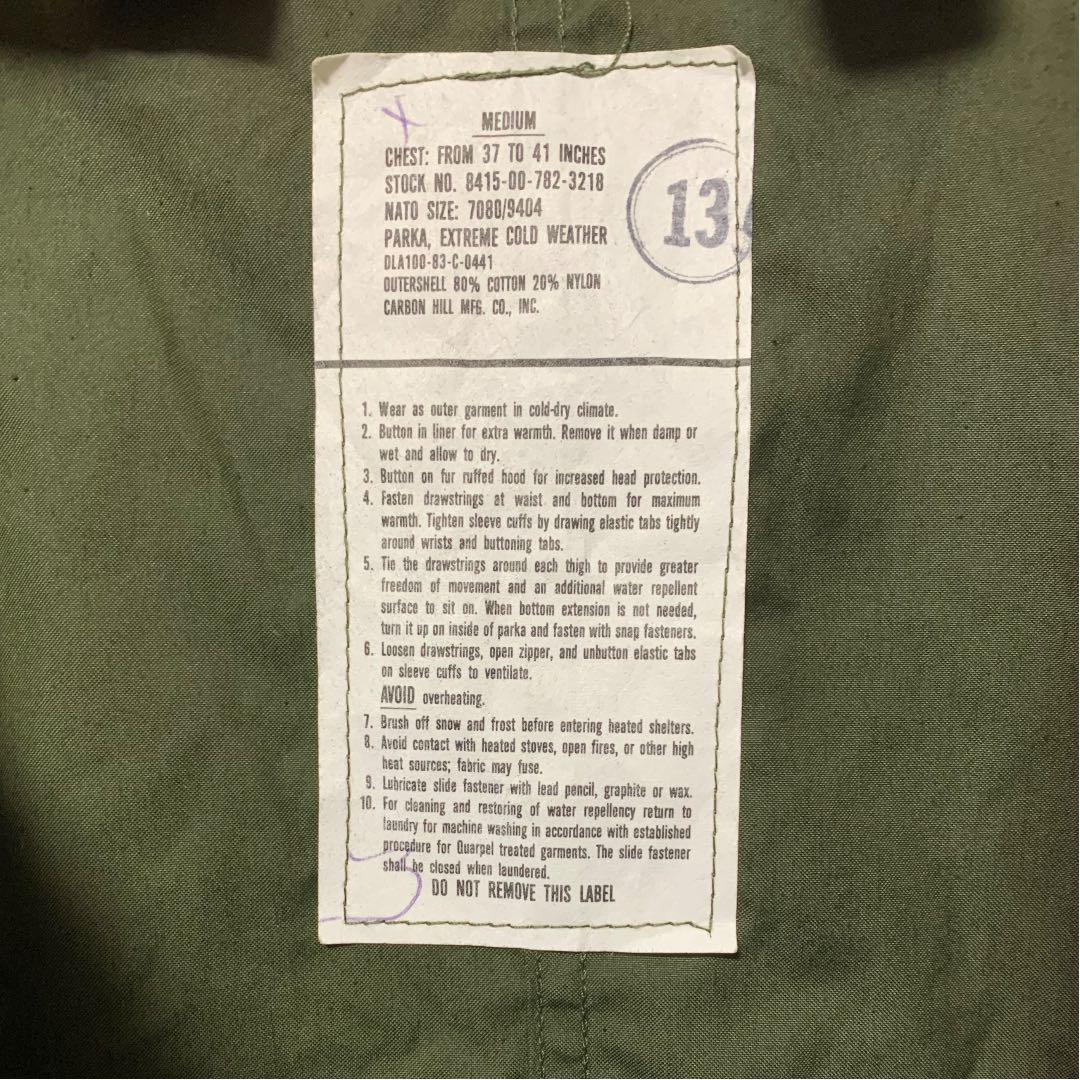 MEDIUM
CHEST: FROM 37 TO 41 INCHES
STOCK NO. 8415-00-782-3218
NATO SIZE: 7080/9404
PARKA, EXTREME COLD WEATHER
DLA100-83-C-0441
OUTERSHELL 80% COTTON 20% NYLON
CARBON HILL MFG. CO., INC.
13
1. Wear as outer garment in cold-dry climate.
2. Button in liner for extra warmth. Remove it when damp or
wet and allow to dry.
3. Button on fur ruffed hood for increased head protection.
4. Fasten drawstrings at waist and bottom for maximum
warmth. Tighten sleeve cuffs by drawing elastic tabs tightly
around wrists and buttoning tabs.
5. Tie the drawstrings around each thigh to provide greater
freedom of movement and an additional water repellent
surface to sit on. When bottom extension is not needed,
turn it up on inside of parka and fasten with snap fasteners.
6. Loosen drawstrings, open zipper, and unbutton elastic tabs
on sleeve cuffs to ventilate.
AVOID overheating.
7. Brush off snow and frost before entering heated shelters.
8. Avoid contact with heated stoves, open fires, or other high
heat sources; fabric may fuse.
9. Lubricate slide fastener with lead pencil, graphite or wax.
10. For cleaning and restoring of water repellency return to
laundry for machine washing in accordance with established
procedure for Quarpel treated garments. The slide fastener
shall be closed when laundered.
DO NOT REMOVE THIS LABEL